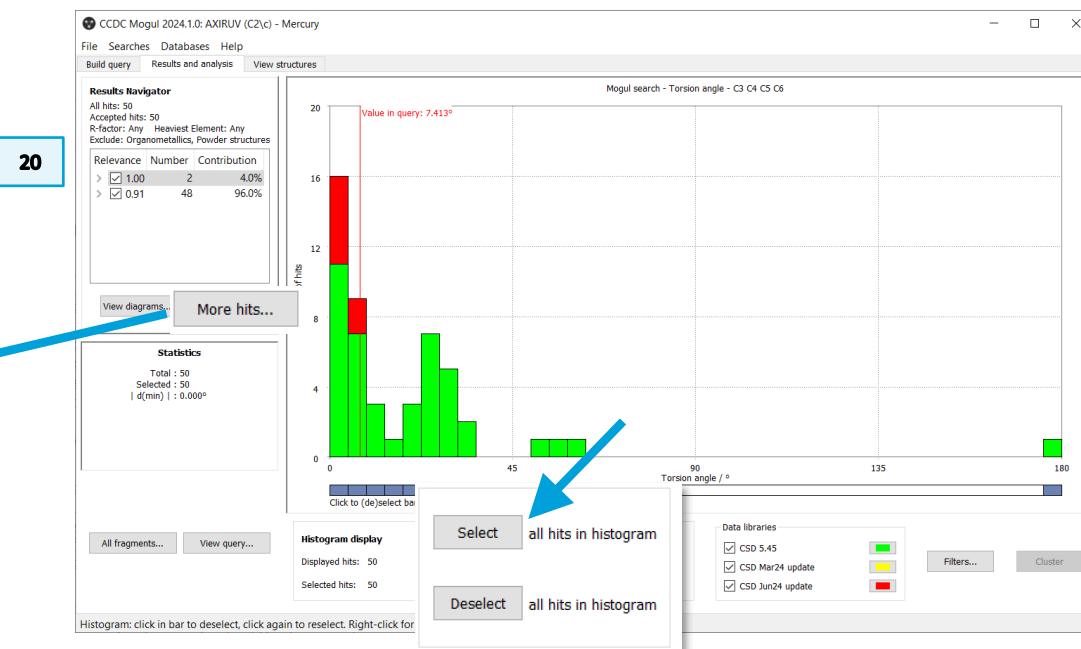 CCDC Mogul 2024.1.0: AXIRUV (C2\c) - Mercury
File Searches Databases Help
Build query Results and analysis View structures
Results Navigator
All hits: 50
Accepted hits: 50
R-factor: Any Heaviest Element: Any
Exclude: Organometallics, Powder structures
20
Relevance Number Contribution
1.00 2 4.0%
0.91 48 96.0%
View diagrams...
More hits...
Statistics
Total : 50
Selected : 50
| d(min) | : 0.000º
Mogul search - Torsion angle - C3 C4 C5 C6
Value in query: 7.413º
20
16
12
8
4
0
of hits
0 45 90 135 180
Torsion angle / º
Click to (de)select bar
All fragments... View query...
Histogram display
Displayed hits: 50
Selected hits: 50
Select all hits in histogram
Deselect all hits in histogram
Data libraries
CSD 5.45
CSD Mar24 update
CSD Jun24 update
Filters... Cluster
Histogram: click in bar to deselect, click again to reselect. Right-click for